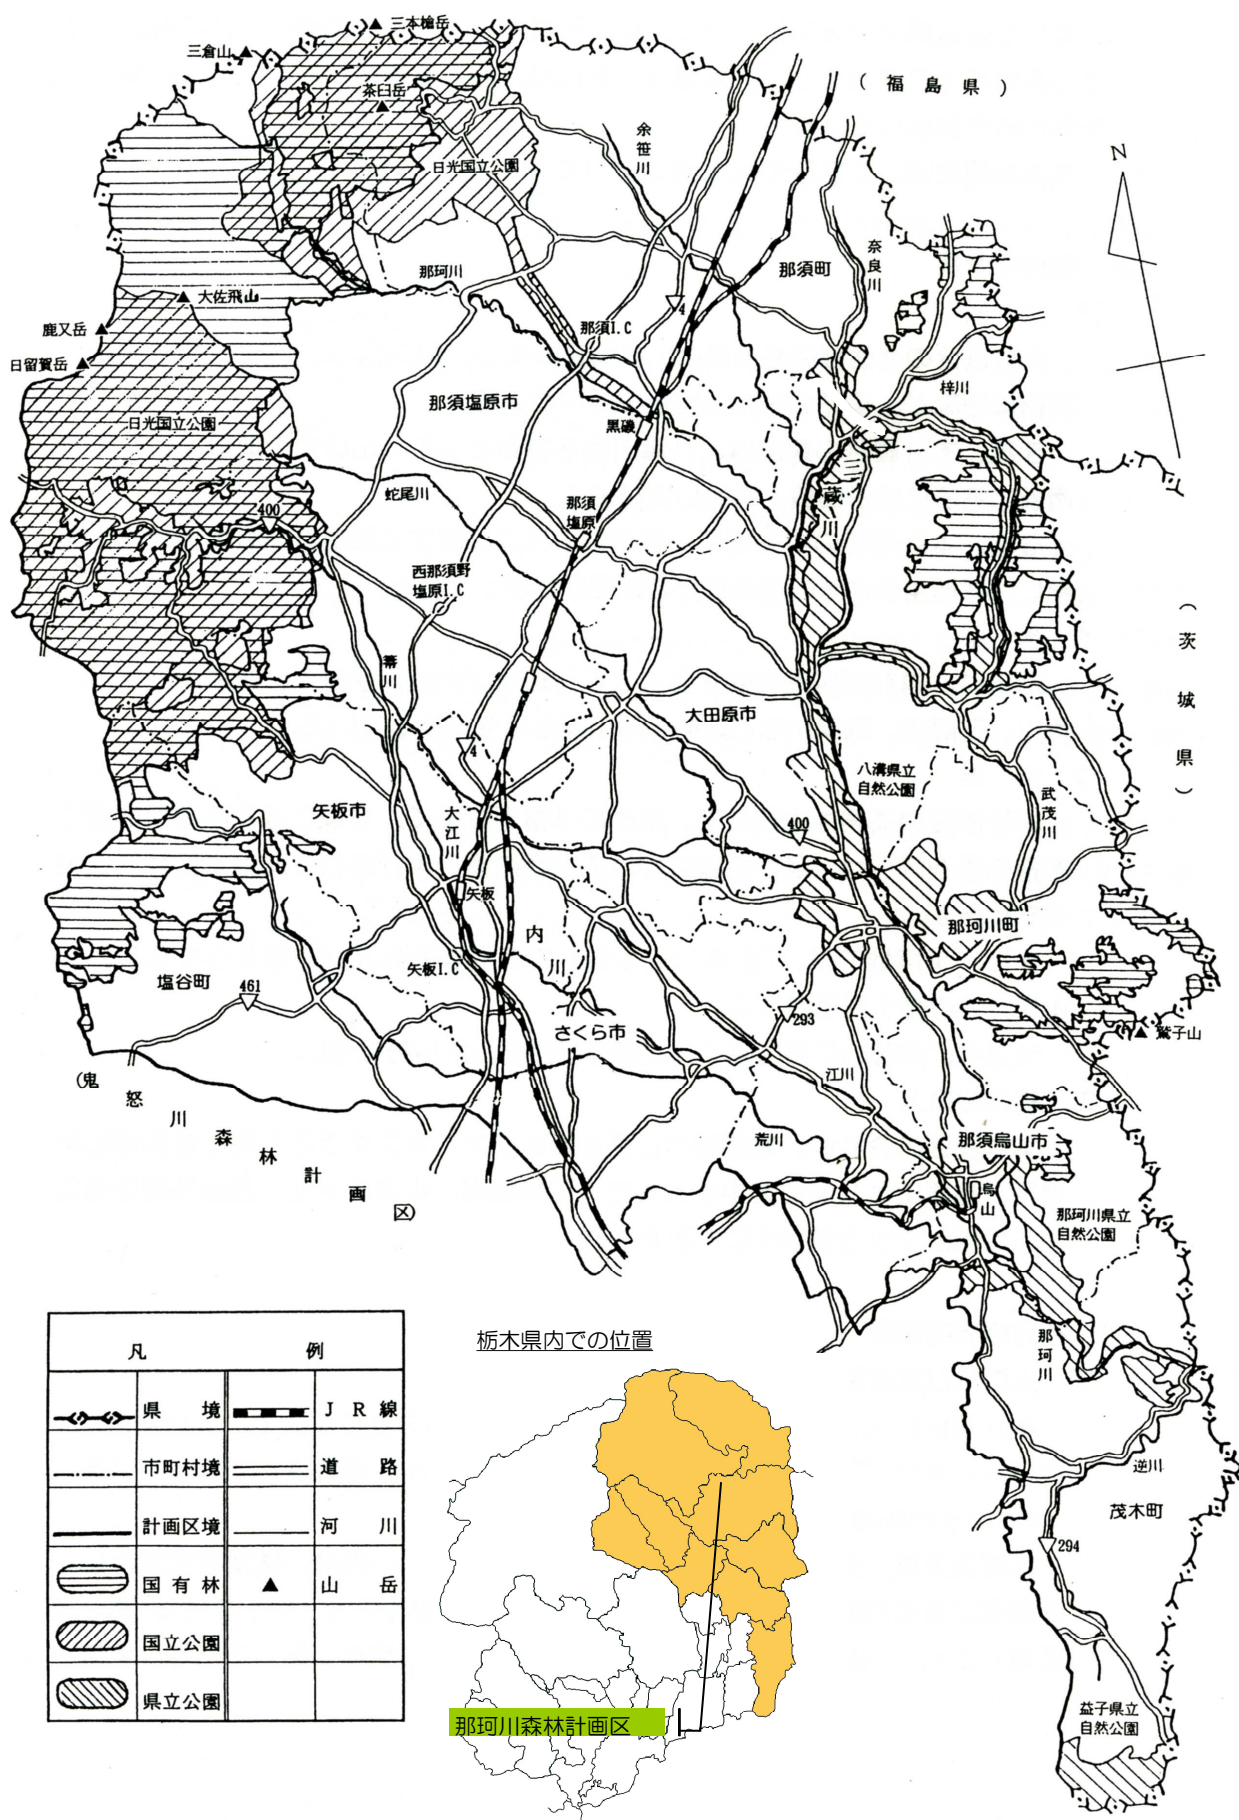 三本槍岳
三倉山
茶臼岳
(福島県)
余笹川
日光国立公園
N
奈良川
那須町
那珂川
大佐飛山
鹿又岳
那須I.C
4
日留賀岳
梓川
那須塩原市
日光国立公園
黒磯
蛇尾川
那須
塩原
蔵川
400
西那須野
塩原I.C
(茨城県)
箒川
大田原市
4
八溝県立
自然公園
武茂川
矢板市
大江川
400
矢板
那珂川町
内川
矢板I.C
塩谷町
461
293
さくら市
鷲子山
江川
(鬼怒川森林計画区)
荒川
那須烏山市
烏山
那珂川県立
自然公園
那珂川
逆川
茂木町
294
益子県立
自然公園
凡例
県境
JR線
市町村境
道路
計画区境
河川
国有林
山岳
国立公園
県立公園
栃木県内での位置
那珂川森林計画区